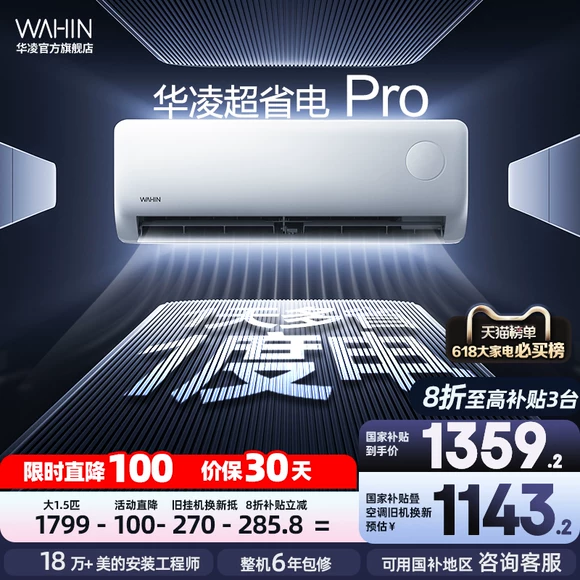 WAHIN
华凌官方旗舰店
华凌超省电 Pro
WAHIN
1天多省
1度电
天猫榜单
618大家电必买榜
8折至高补贴3台
国家补贴
到手价
1359.2
限时直降100 价保30天
大1.5匹 活动直降 旧挂机换新抵 8折补贴立减
1799-100-270-285.8=
国家补贴叠
空调旧机换新
预估¥
1143.2
18万+美的安装工程师
整机6年包修
可用国补地区 咨询客服